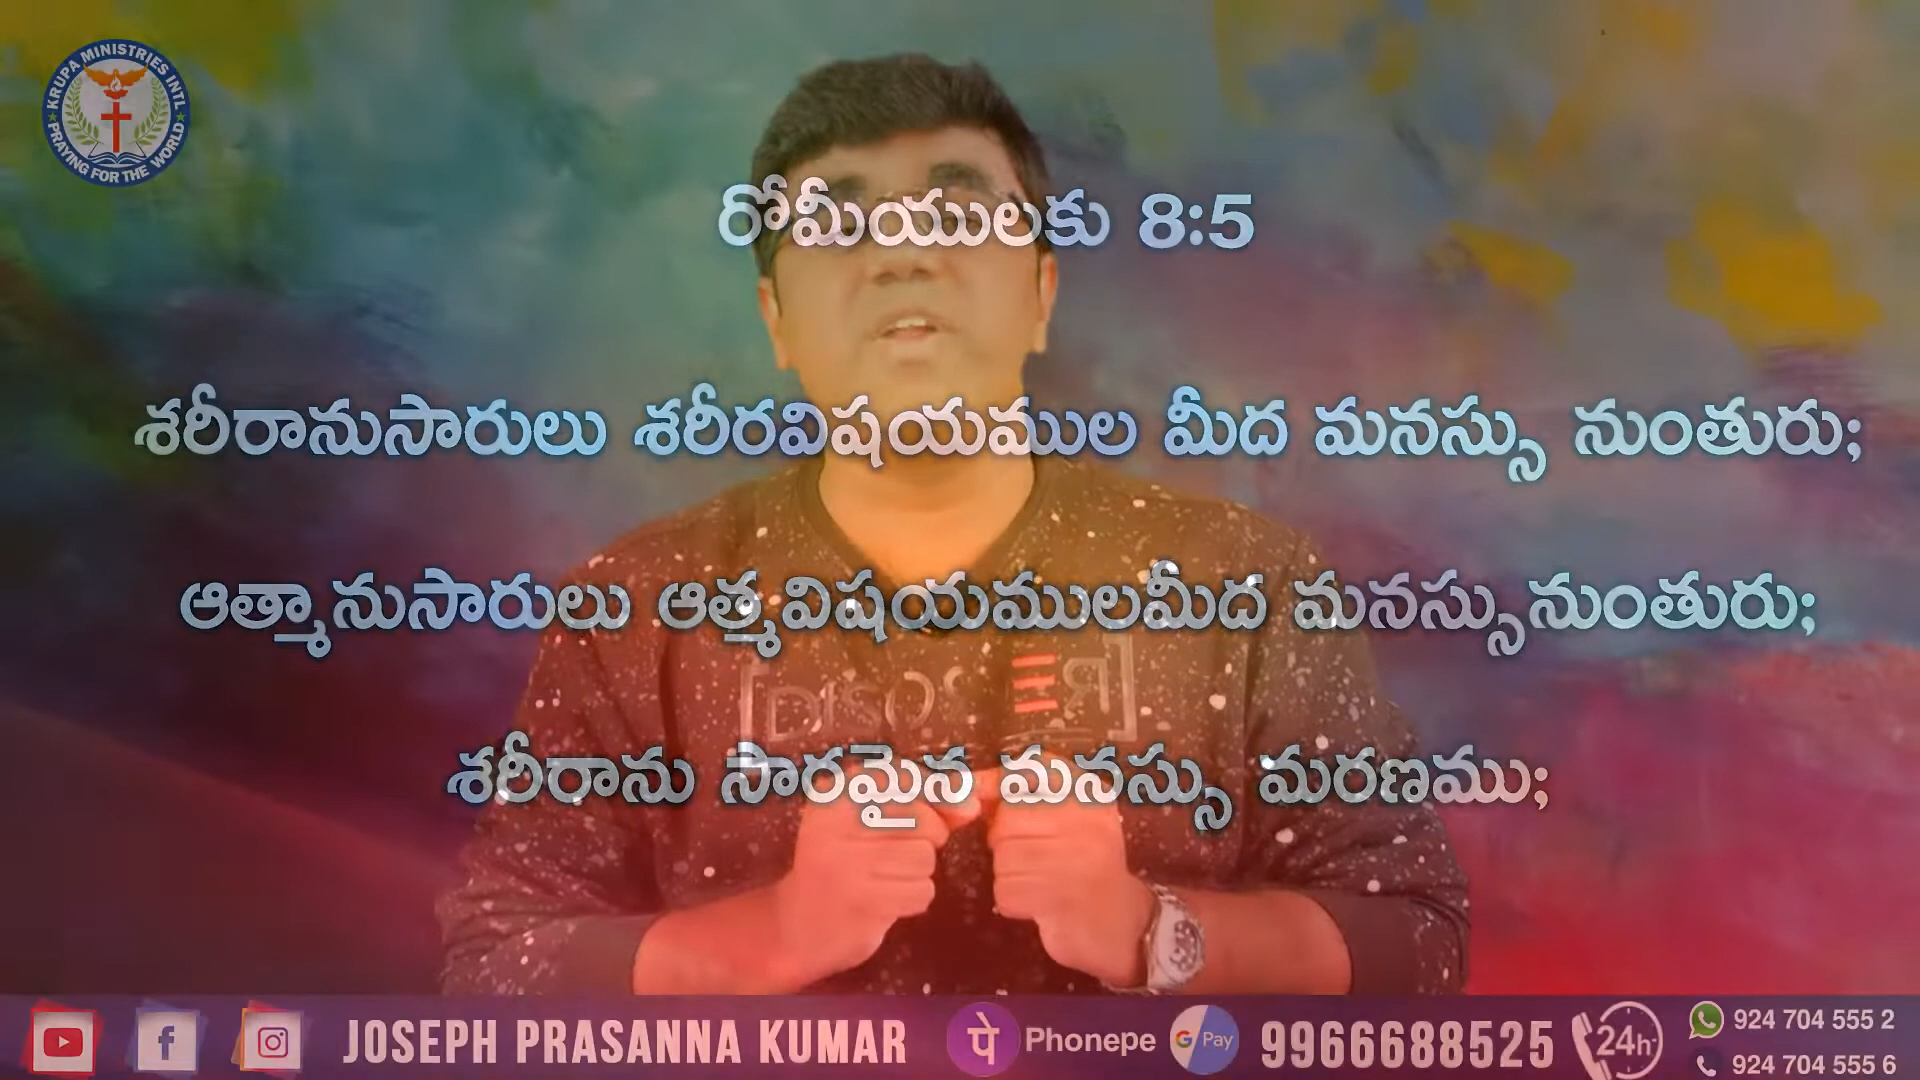 KRUPA MINISTRIES INTL
PRAYING FOR THE WORLD
రోమీయులకు 8:5
శరీరానుసారులు శరీరవిషయముల మీద మనస్సు నుంతురు;
ఆత్మానుసారులు ఆత్మవిషయములమీద మనస్సునుంతురు;
శరీరాను సారమైన మనస్సు మరణము;
JOSEPH PRASANNA KUMAR
पे Phonepe
G Pay
9966688525
24h
924 704 555 2
924 704 555 6